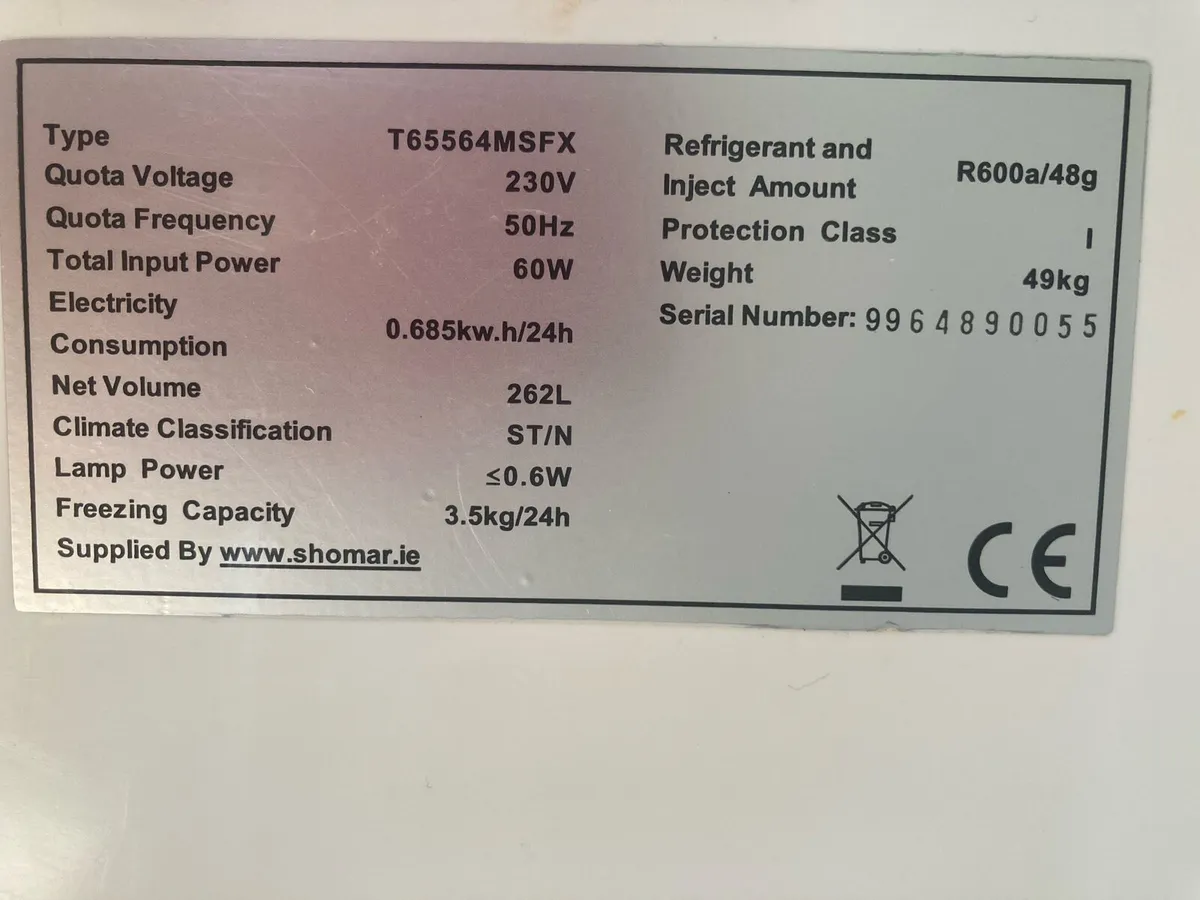 Type T65564MSFX
Quota Voltage 230V
Quota Frequency 50Hz
Total Input Power 60W
Electricity
Consumption 0.685kw.h/24h
Net Volume 262L
Climate Classification ST/N
Lamp Power ≤0.6W
Freezing Capacity 3.5kg/24h
Supplied By www.shomar.ie
Refrigerant and
Inject Amount R600a/48g
Protection Class I
Weight 49kg
Serial Number: 9964890055
CE